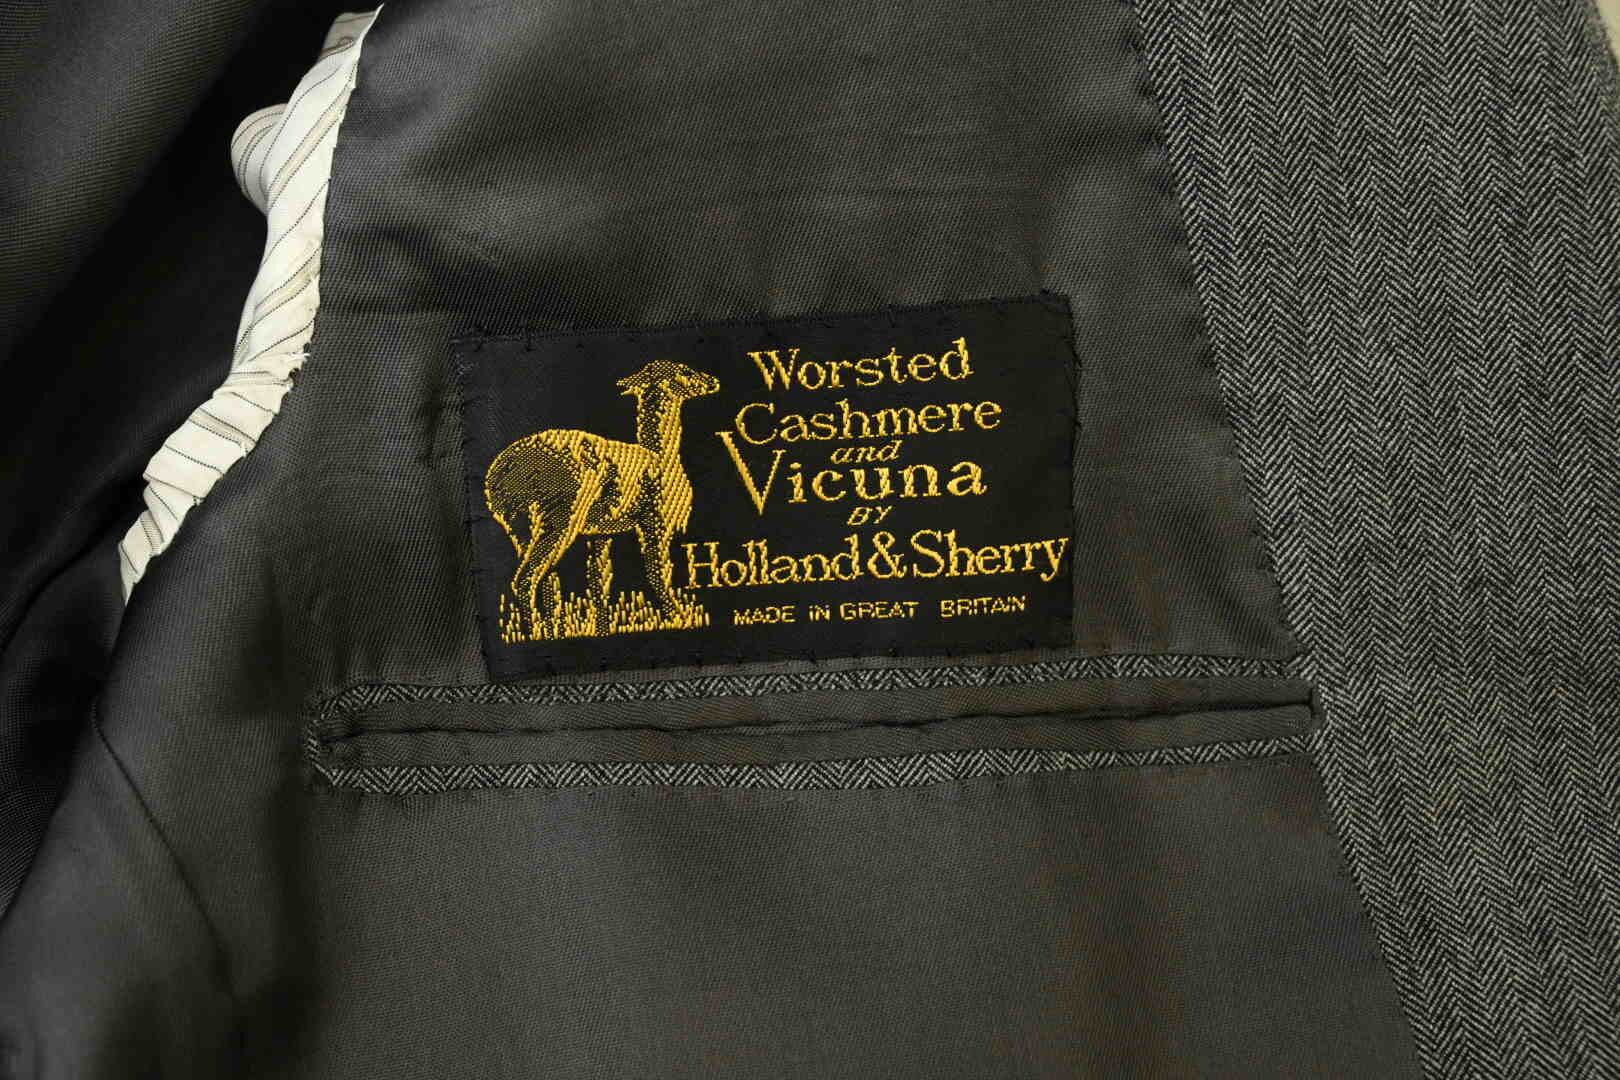 Worsted
Cashmere
and
Vicuna
BY
Holland & Sherry
MADE IN GREAT BRITAIN